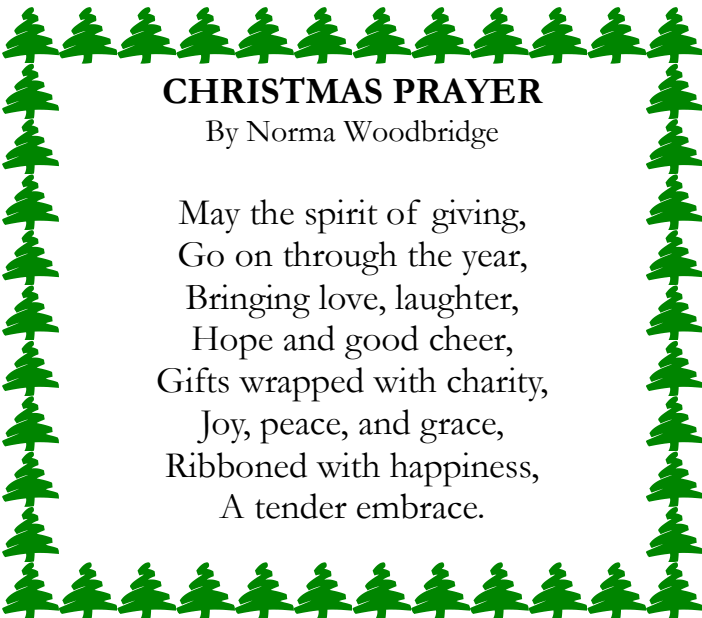 CHRISTMAS PRAYER
By Norma Woodbridge
May the spirit of giving,
Go on through the year,
Bringing love, laughter,
Hope and good cheer,
Gifts wrapped with charity,
Joy, peace, and grace,
Ribboned with happiness,
A tender embrace.